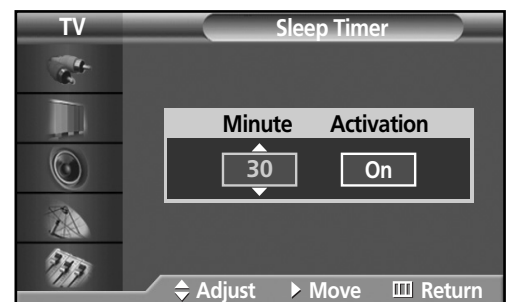 TV Sleep Timer
Minute Activation
30 On
Adjust Move Return